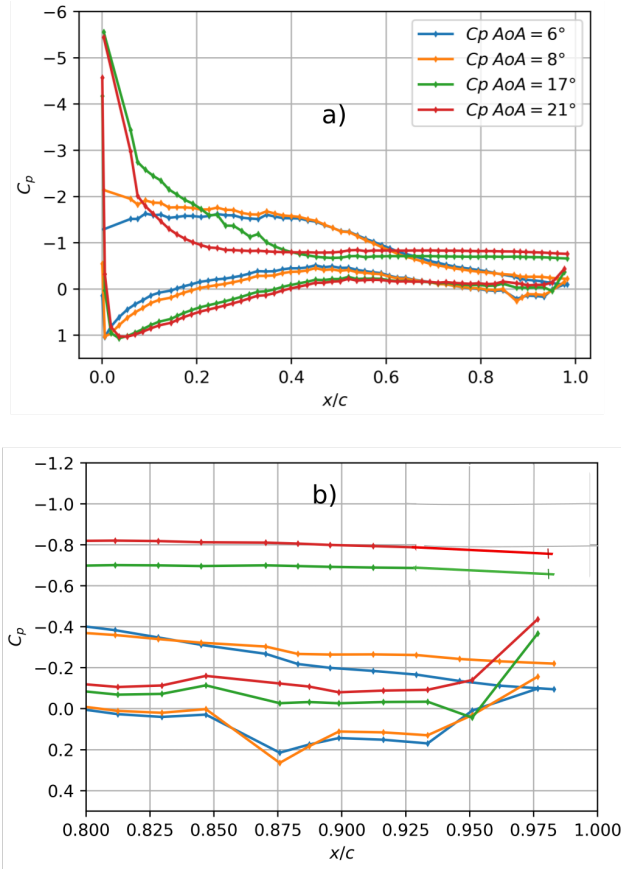 −6
−5
−4
−3
−2
−1
0
1
C_p
a)
Cp AoA = 6°
Cp AoA = 8°
Cp AoA = 17°
Cp AoA = 21°
0.0 0.2 0.4 0.6 0.8 1.0
x/c
−1.2
−1.0
−0.8
−0.6
−0.4
−0.2
0.0
0.2
0.4
C_p
b)
0.800 0.825 0.850 0.875 0.900 0.925 0.950 0.975 1.000
x/c